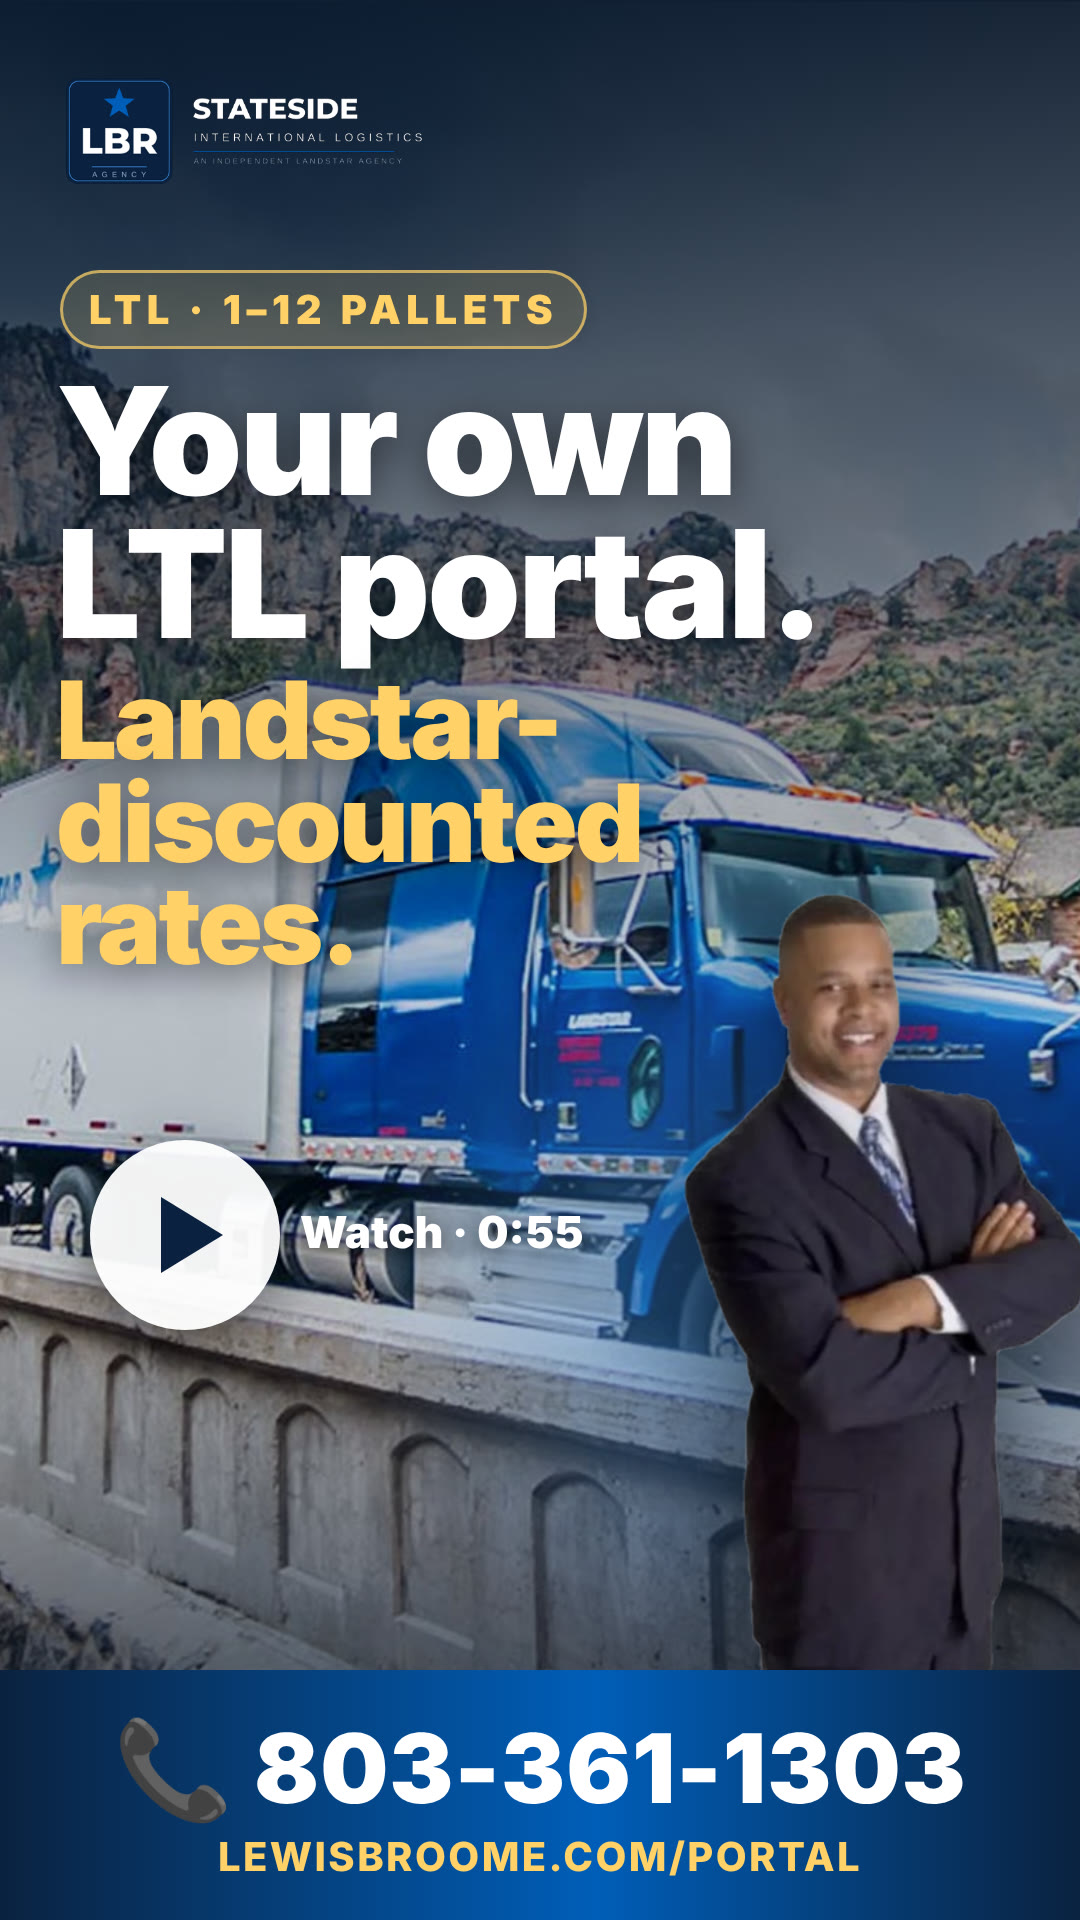 LBR
AGENCY
STATESIDE
INTERNATIONAL LOGISTICS
AN INDEPENDENT LANDSTAR AGENCY
LTL · 1–12 PALLETS
Your own
LTL portal.
Landstar-
discounted
rates.
LANDSTAR
Watch · 0:55
803-361-1303
LEWISBROOME.COM/PORTAL